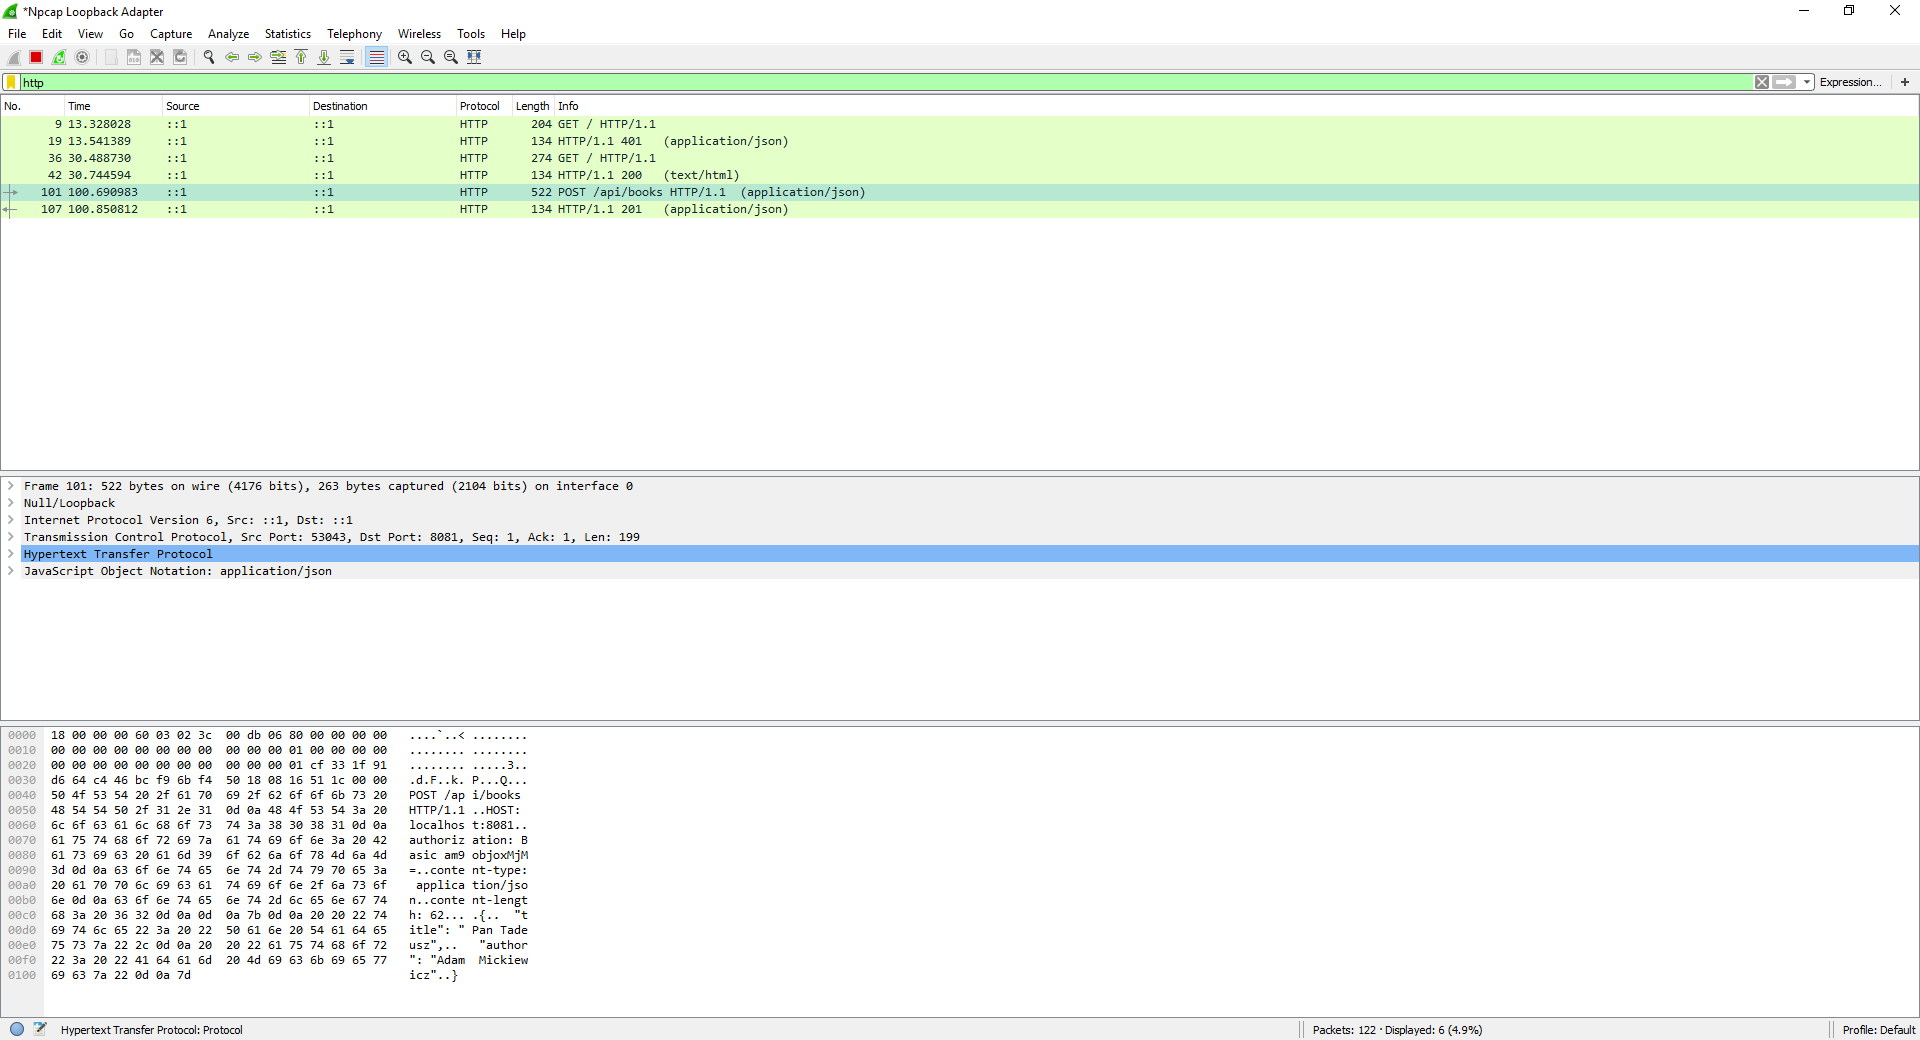 *Npcap Loopback Adapter
File Edit View Go Capture Analyze Statistics Telephony Wireless Tools Help
http
Expression... +
No. Time Source Destination Protocol Length Info
9 13.328028 ::1 ::1 HTTP 204 GET / HTTP/1.1
19 13.541389 ::1 ::1 HTTP 134 HTTP/1.1 401 (application/json)
36 30.488730 ::1 ::1 HTTP 274 GET / HTTP/1.1
42 30.744594 ::1 ::1 HTTP 134 HTTP/1.1 200 (text/html)
101 100.690983 ::1 ::1 HTTP 522 POST /api/books HTTP/1.1 (application/json)
107 100.850812 ::1 ::1 HTTP 134 HTTP/1.1 201 (application/json)
Frame 101: 522 bytes on wire (4176 bits), 263 bytes captured (2104 bits) on interface 0
Null/Loopback
Internet Protocol Version 6, Src: ::1, Dst: ::1
Transmission Control Protocol, Src Port: 53043, Dst Port: 8081, Seq: 1, Ack: 1, Len: 199
Hypertext Transfer Protocol
JavaScript Object Notation: application/json
0000 18 00 00 00 60 03 02 3c 00 db 06 80 00 00 00 00 ....`..< ........
0010 00 00 00 00 00 00 00 00 00 00 00 01 00 00 00 00 ........ ........
0020 00 00 00 00 00 00 00 00 00 00 00 01 cf 33 1f 91 ........ .....3..
0030 d6 64 c4 46 bc f9 6b f4 50 18 08 16 51 1c 00 00 .d.F..k. P...Q...
0040 50 4f 53 54 20 2f 61 70 69 2f 62 6f 6f 6b 73 20 POST /ap i/books
0050 48 54 54 50 2f 31 2e 31 0d 0a 48 4f 53 54 3a 20 HTTP/1.1 ..HOST:
0060 6c 6f 63 61 6c 68 6f 73 74 3a 38 30 38 31 0d 0a localhos t:8081..
0070 61 75 74 68 6f 72 69 7a 61 74 69 6f 6e 3a 20 42 authoriz ation: B
0080 61 73 69 63 20 61 6d 39 6f 62 6a 6f 78 4d 6a 4d asic am9 objoxMjM
0090 3d 0d 0a 63 6f 6e 74 65 6e 74 2d 74 79 70 65 3a =..conte nt-type:
00a0 20 61 70 70 6c 69 63 61 74 69 6f 6e 2f 6a 73 6f applica tion/jso
00b0 6e 0d 0a 63 6f 6e 74 65 6e 74 2d 6c 65 6e 67 74 n..conte nt-lengt
00c0 68 3a 20 36 32 0d 0a 0d 0a 7b 0d 0a 20 20 22 74 h: 62... .{.. "t
00d0 69 74 6c 65 22 3a 20 22 50 61 6e 20 54 61 64 65 itle": " Pan Tade
00e0 75 73 7a 22 2c 0d 0a 20 20 22 61 75 74 68 6f 72 usz",.. "author
00f0 22 3a 20 22 41 64 61 6d 20 4d 69 63 6b 69 65 77 ": "Adam Mickiew
0100 69 63 7a 22 0d 0a 7d icz"..}
Hypertext Transfer Protocol: Protocol Packets: 122 · Displayed: 6 (4.9%) Profile: Default